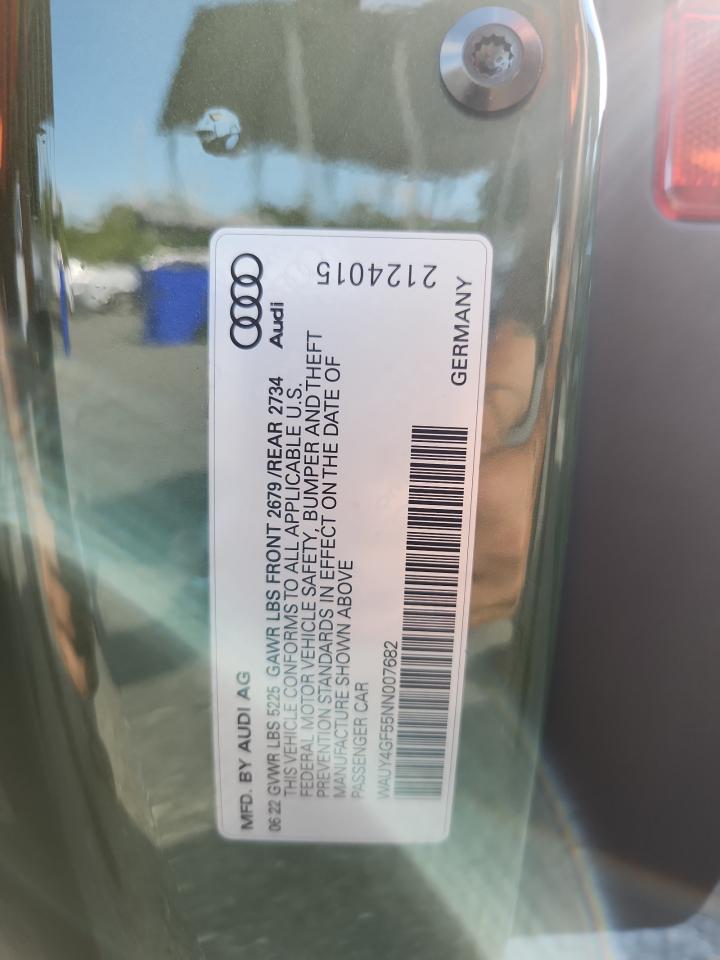 MFD. BY AUDI AG
Audi
06 22 GVWR LBS 5225 GAWR LBS FRONT 2679 /REAR 2734
THIS VEHICLE CONFORMS TO ALL APPLICABLE U.S.
FEDERAL MOTOR VEHICLE SAFETY, BUMPER AND THEFT
PREVENTION STANDARDS IN EFFECT ON THE DATE OF
MANUFACTURE SHOWN ABOVE
PASSENGER CAR
2124015
WAUY4GF55NN007682
GERMANY